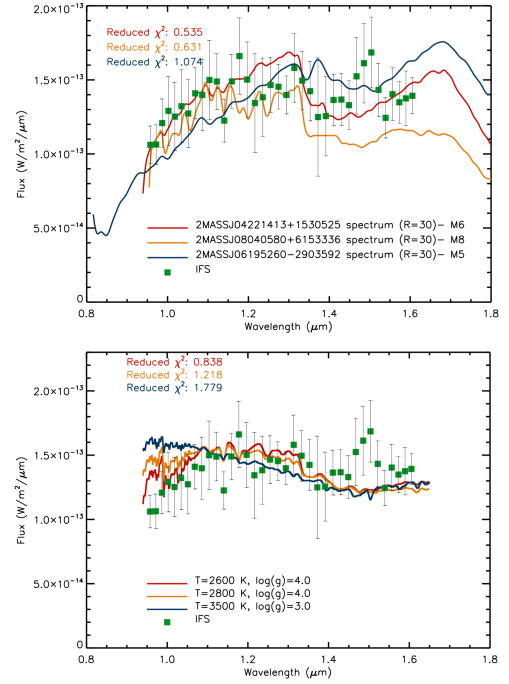 2.0×10⁻¹³
Reduced χ²: 0.535
Reduced χ²: 0.631
Reduced χ²: 1.074
1.5×10⁻¹³
1.0×10⁻¹³
5.0×10⁻¹⁴
0
Flux (W/m²/μm)
2MASSJ04221413+1530525 spectrum (R=30)- M6
2MASSJ08040580+6153336 spectrum (R=30)- M8
2MASSJ06195260-2903592 spectrum (R=30)- M5
IFS
0.8 1.0 1.2 1.4 1.6 1.8
Wavelength (μm)
Reduced χ²: 0.838
Reduced χ²: 1.218
Reduced χ²: 1.779
2.0×10⁻¹³
1.5×10⁻¹³
1.0×10⁻¹³
5.0×10⁻¹⁴
0
Flux (W/m²/μm)
T=2600 K, log(g)=4.0
T=2800 K, log(g)=4.0
T=3500 K, log(g)=3.0
IFS
0.8 1.0 1.2 1.4 1.6 1.8
Wavelength (μm)